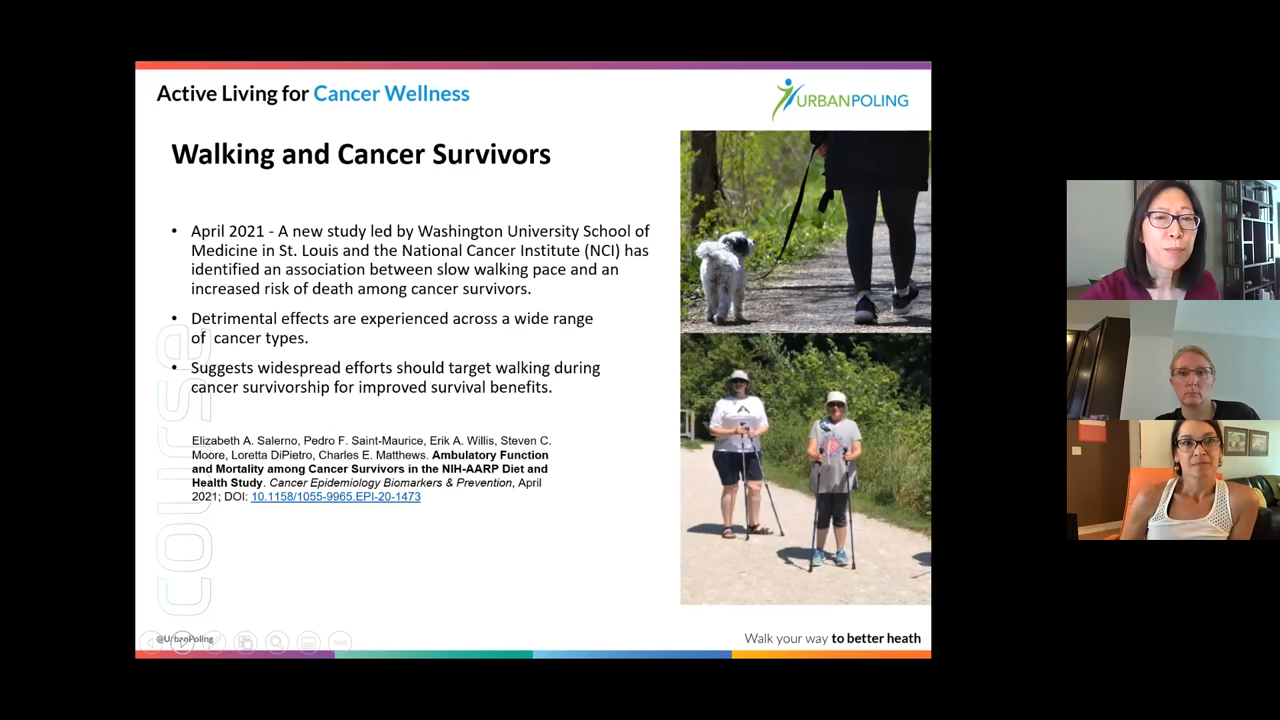 Active Living for Cancer Wellness
URBANPOLING
Walking and Cancer Survivors
• April 2021 - A new study led by Washington University School of
Medicine in St. Louis and the National Cancer Institute (NCI) has
identified an association between slow walking pace and an
increased risk of death among cancer survivors.
• Detrimental effects are experienced across a wide range
of cancer types.
• Suggests widespread efforts should target walking during
cancer survivorship for improved survival benefits.
Elizabeth A. Salerno, Pedro F. Saint-Maurice, Erik A. Willis, Steven C.
Moore, Loretta DiPietro, Charles E. Matthews. Ambulatory Function
and Mortality among Cancer Survivors in the NIH-AARP Diet and
Health Study. Cancer Epidemiology Biomarkers & Prevention, April
2021; DOI: 10.1158/1055-9965.EPI-20-1473
course
@UrbanPoling
Walk your way to better heath